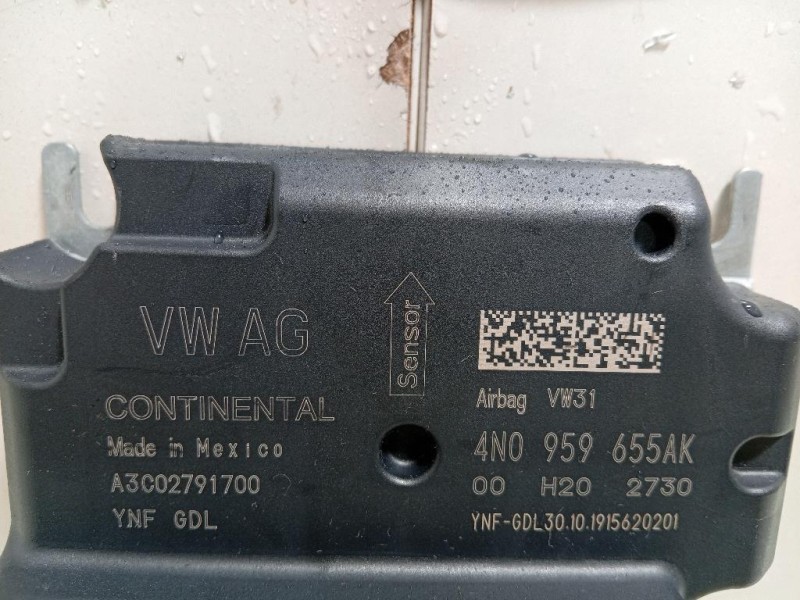 VW AG
CONTINENTAL
Made in Mexico
A3C02791700
YNF GDL
Sensor
Airbag VW31
4N0 959 655AK
00 H20 2730
YNF-GDL30.10.1915620201